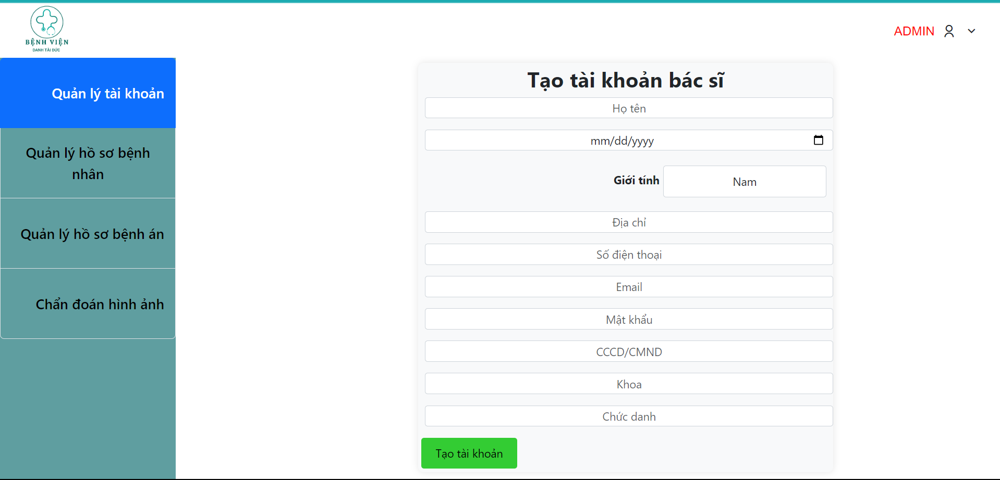 BỆNH VIỆN
DANH TÀI ĐỨC
ADMIN
Quản lý tài khoản
Quản lý hồ sơ bệnh
nhân
Quản lý hồ sơ bệnh án
Chẩn đoán hình ảnh
Tạo tài khoản bác sĩ
Họ tên
mm/dd/yyyy
Giới tính Nam
Địa chỉ
Số điện thoại
Email
Mật khẩu
CCCD/CMND
Khoa
Chức danh
Tạo tài khoản